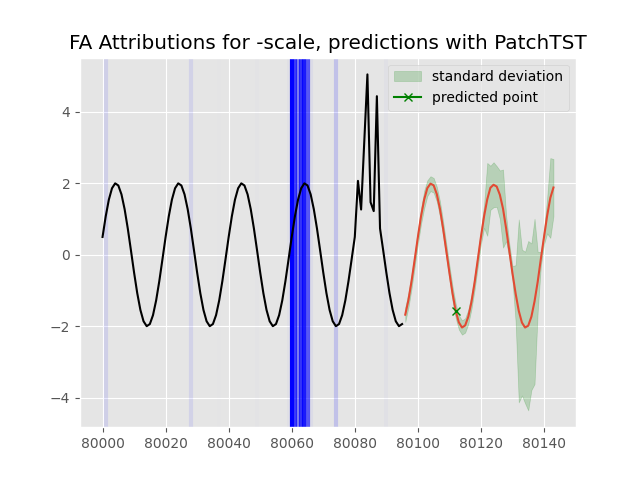 FA Attributions for -scale, predictions with PatchTST
standard deviation
predicted point
4
2
0
−2
−4
80000 80020 80040 80060 80080 80100 80120 80140